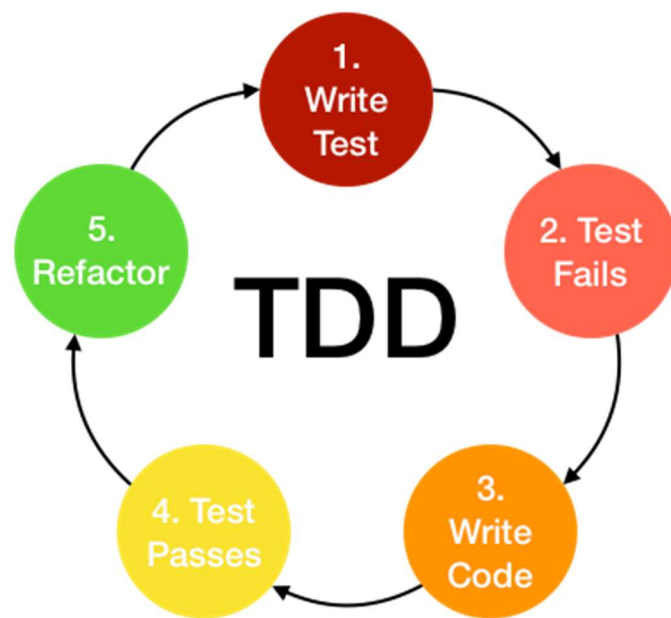 1.
Write
Test
2. Test
Fails
3.
Write
Code
4. Test
Passes
5.
Refactor
TDD